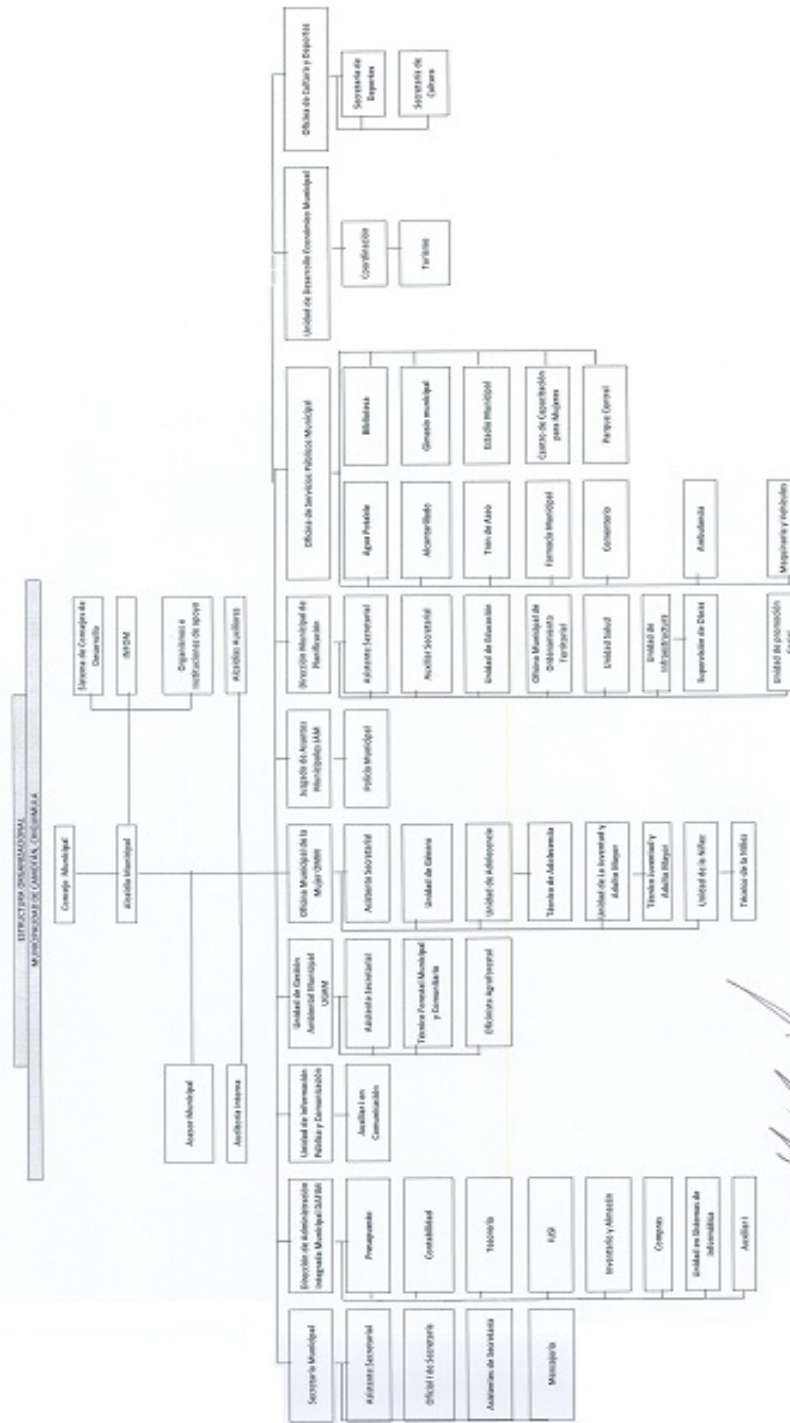 ESTRUCTURA ORGANIZACIONAL
MUNICIPALIDAD DE CAMOTÁN, CHIQUIMULA
Concejo Municipal
Alcaldía Municipal
Sistema de Consejos de
Desarrollo
INFOM
Organismos e
Instituciones de apoyo
Asesor Municipal
Auditoría Interna
Alcaldías Auxiliares
Secretaría Municipal
Asistente Secretarial
Oficial I de Secretaría
Asistentes de Secretaría
Mensajería
Dirección de Administración
Integrada Municipal DAFIM
Presupuesto
Contabilidad
Tesorería
IUSI
Inventario y Almacén
Compras
Unidad en Sistemas de
Informática
Auxiliar I
Unidad de Información
Pública y Comunicación
Auxiliar I en
Comunicación
Unidad de Gestión
Ambiental Municipal
UGAM
Asistente Secretarial
Técnico Forestal Municipal
y Comunitario
Oficinista Agroforestal
Oficina Municipal de la
Mujer OMM
Asistente Secretarial
Unidad de Género
Unidad de Adolescencia
Técnico de Adolescencia
Unidad de La Juventud y
Adulto Mayor
Técnico Juventud y
Adulto Mayor
Unidad de la Niñez
Técnico de la Niñez
Juzgado de Asuntos
Municipales JAM
Policía Municipal
Dirección Municipal de
Planificación
Asistente Secretarial
Auxiliar Secretarial
Unidad de Educación
Oficina Municipal de
Ordenamiento
Territorial
Unidad Salud
Unidad de
Infraestructura
Supervisión de Obras
Unidad de promoción
Social
Oficina de Servicios Públicos Municipal
Agua Potable
Alcantarillado
Tren de Aseo
Farmacia Municipal
Cementerio
Ambulancia
Maquinaria y Vehículos
Biblioteca
Gimnasio municipal
Estadio Municipal
Centro de Capacitación
para Mujeres
Parque Central
Unidad de Desarrollo Económico Municipal
Coordinación
Turismo
Oficina de Cultura y Deportes
Secretaría de
Deportes
Secretaría de
Cultura